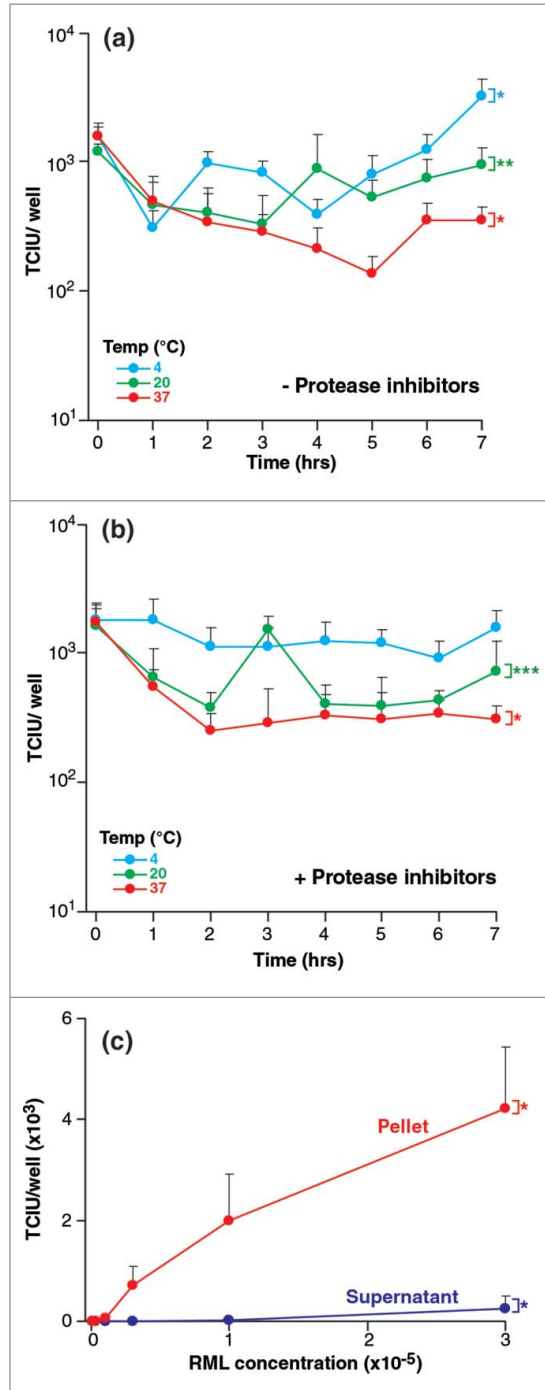 (a)
10⁴
10³
10²
10¹
TCIU/ well
*
**
*
Temp (°C)
4
20
37
- Protease inhibitors
0 1 2 3 4 5 6 7
Time (hrs)
(b)
10⁴
10³
10²
10¹
TCIU/ well
***
*
Temp (°C)
4
20
37
+ Protease inhibitors
0 1 2 3 4 5 6 7
Time (hrs)
(c)
6
4
2
0
TCIU/well (x10³)
Pellet
*
Supernatant
*
0 1 2 3
RML concentration (x10⁻⁵)